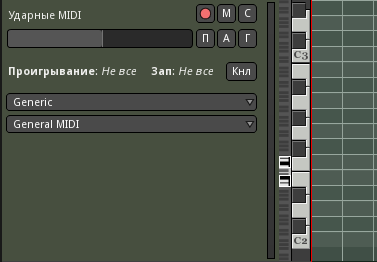 Ударные MIDI М С
П А Г
Проигрывание: Не все Зап: Не все Кнл
Generic
General MIDI
C3
C2